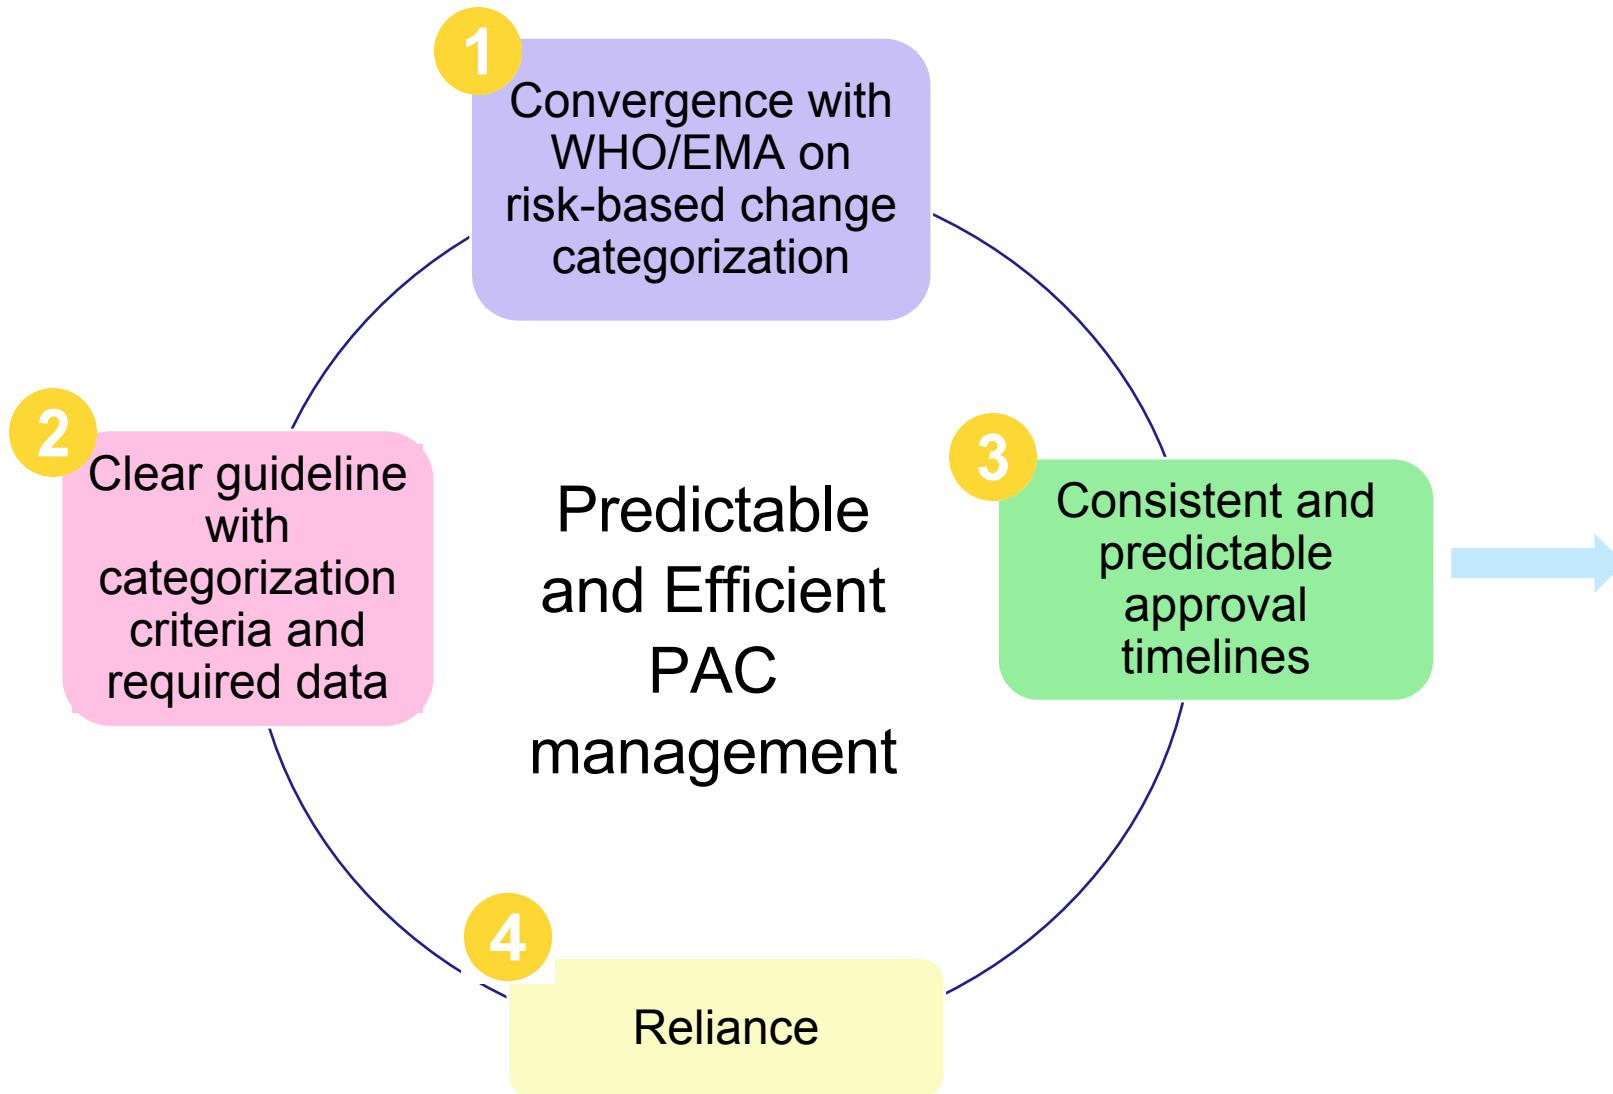 1
Convergence with
WHO/EMA on
risk-based change
categorization
2
Clear guideline
with
categorization
criteria and
required data
Predictable
and Efficient
PAC
management
3
Consistent and
predictable
approval
timelines
4
Reliance